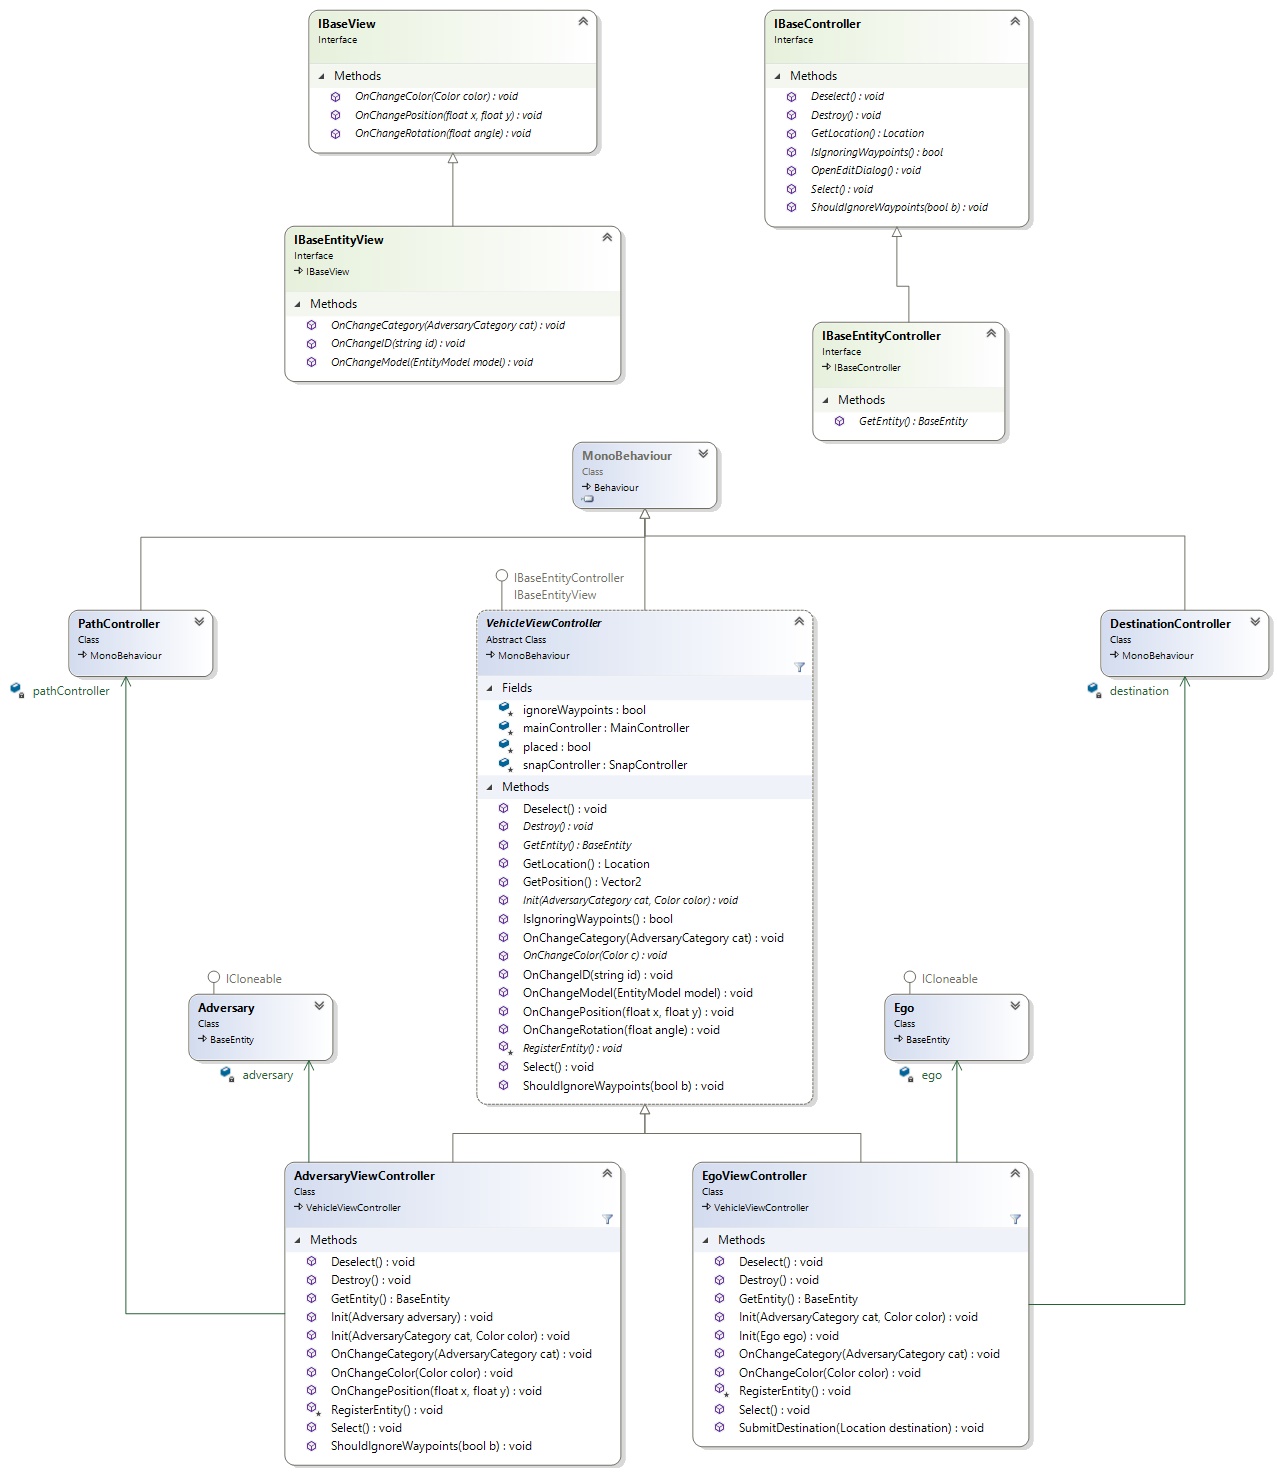 IBaseView
Interface
Methods
OnChangeColor(Color color) : void
OnChangePosition(float x, float y) : void
OnChangeRotation(float angle) : void
IBaseController
Interface
Methods
Deselect() : void
Destroy() : void
GetLocation() : Location
IsIgnoringWaypoints() : bool
OpenEditDialog() : void
Select() : void
ShouldIgnoreWaypoints(bool b) : void
IBaseEntityView
Interface
IBaseView
Methods
OnChangeCategory(AdversaryCategory cat) : void
OnChangeID(string id) : void
OnChangeModel(EntityModel model) : void
IBaseEntityController
Interface
IBaseController
Methods
GetEntity() : BaseEntity
MonoBehaviour
Class
Behaviour
PathController
Class
MonoBehaviour
pathController
IBaseEntityController
IBaseEntityView
VehicleViewController
Abstract Class
MonoBehaviour
Fields
ignoreWaypoints : bool
mainController : MainController
placed : bool
snapController : SnapController
Methods
Deselect() : void
Destroy() : void
GetEntity() : BaseEntity
GetLocation() : Location
GetPosition() : Vector2
Init(AdversaryCategory cat, Color color) : void
IsIgnoringWaypoints() : bool
OnChangeCategory(AdversaryCategory cat) : void
OnChangeColor(Color c) : void
OnChangeID(string id) : void
OnChangeModel(EntityModel model) : void
OnChangePosition(float x, float y) : void
OnChangeRotation(float angle) : void
RegisterEntity() : void
Select() : void
ShouldIgnoreWaypoints(bool b) : void
DestinationController
Class
MonoBehaviour
destination
ICloneable
Adversary
Class
BaseEntity
adversary
ICloneable
Ego
Class
BaseEntity
ego
AdversaryViewController
Class
VehicleViewController
Methods
Deselect() : void
Destroy() : void
GetEntity() : BaseEntity
Init(Adversary adversary) : void
Init(AdversaryCategory cat, Color color) : void
OnChangeCategory(AdversaryCategory cat) : void
OnChangeColor(Color color) : void
OnChangePosition(float x, float y) : void
RegisterEntity() : void
Select() : void
ShouldIgnoreWaypoints(bool b) : void
EgoViewController
Class
VehicleViewController
Methods
Deselect() : void
Destroy() : void
GetEntity() : BaseEntity
Init(AdversaryCategory cat, Color color) : void
Init(Ego ego) : void
OnChangeCategory(AdversaryCategory cat) : void
OnChangeColor(Color color) : void
RegisterEntity() : void
Select() : void
SubmitDestination(Location destination) : void